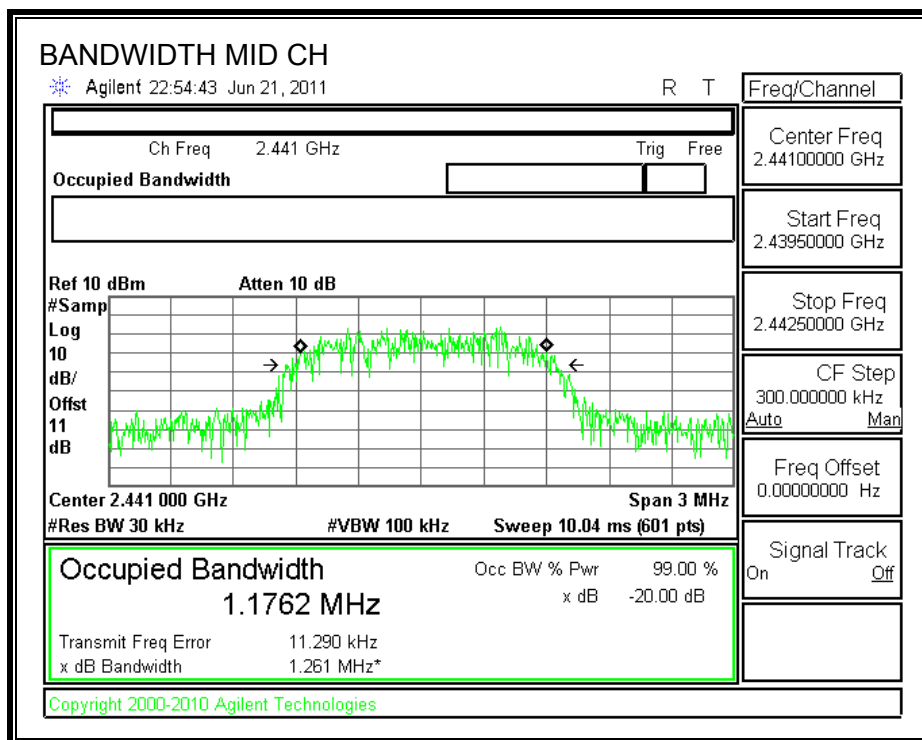 BANDWIDTH MID CH
Agilent 22:54:43 Jun 21, 2011 R T
Ch Freq 2.441 GHz Trig Free
Occupied Bandwidth
Ref 10 dBm Atten 10 dB
#Samp
Log
10
dB/
Offst
11
dB
Center 2.441 000 GHz Span 3 MHz
#Res BW 30 kHz #VBW 100 kHz Sweep 10.04 ms (601 pts)
Occupied Bandwidth Occ BW % Pwr 99.00 %
1.1762 MHz x dB -20.00 dB
Transmit Freq Error 11.290 kHz
x dB Bandwidth 1.261 MHz*
Copyright 2000-2010 Agilent Technologies
Freq/Channel
Center Freq
2.44100000 GHz
Start Freq
2.43950000 GHz
Stop Freq
2.44250000 GHz
CF Step
300.000000 kHz
Auto Man
Freq Offset
0.00000000 Hz
Signal Track
On Off